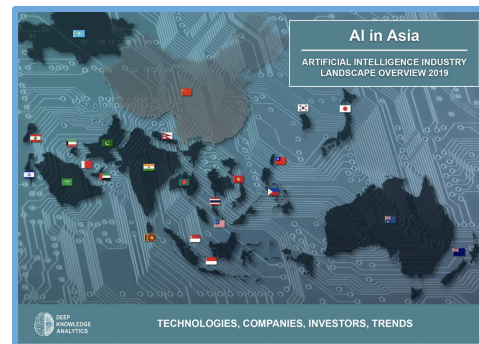 AI in Asia
ARTIFICIAL INTELLIGENCE INDUSTRY
LANDSCAPE OVERVIEW 2019
DEEP
KNOWLEDGE
ANALYTICS
TECHNOLOGIES, COMPANIES, INVESTORS, TRENDS